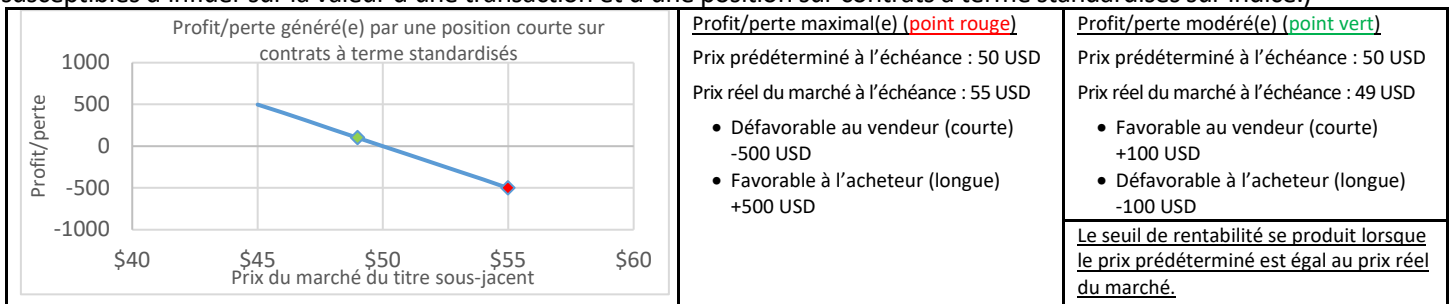 susceptibles d'influer sur la valeur d'une transaction et d'une position sur contrats à terme standardisés sur indice.)
Profit/perte généré(e) par une position courte sur
contrats à terme standardisés
1000
500
0
-500
-1000
Profit/perte
$40
$45
$50
$55
$60
Prix du marché du titre sous-jacent
Profit/perte maximal(e) (point rouge)
Prix prédéterminé à l'échéance : 50 USD
Prix réel du marché à l'échéance : 55 USD
• Défavorable au vendeur (courte)
-500 USD
• Favorable à l'acheteur (longue)
+500 USD
Profit/perte modéré(e) (point vert)
Prix prédéterminé à l'échéance : 50 USD
Prix réel du marché à l'échéance : 49 USD
• Favorable au vendeur (courte)
+100 USD
• Défavorable à l'acheteur (longue)
-100 USD
Le seuil de rentabilité se produit lorsque
le prix prédéterminé est égal au prix réel
du marché.